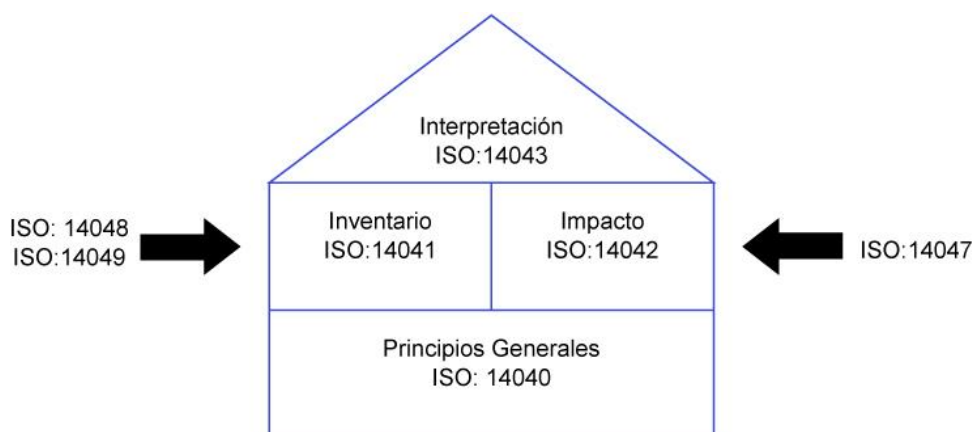 Interpretación
ISO:14043
ISO: 14048
ISO:14049
Inventario
ISO:14041
Impacto
ISO:14042
ISO:14047
Principios Generales
ISO: 14040